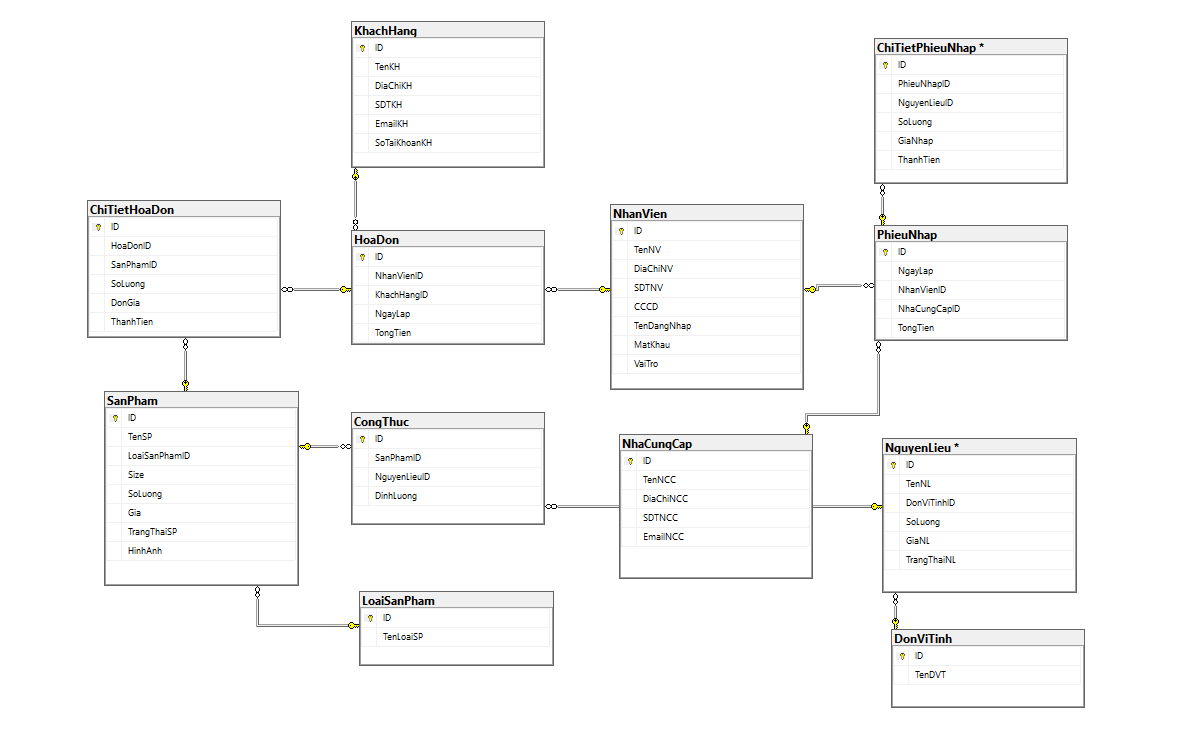 KhachHang
ID
TenKH
DiaChiKH
SDTKH
EmailKH
SoTaiKhoanKH
ChiTietPhieuNhap *
ID
PhieuNhapID
NguyenLieuID
SoLuong
GiaNhap
ThanhTien
ChiTietHoaDon
ID
HoaDonID
SanPhamID
SoLuong
DonGia
ThanhTien
HoaDon
ID
NhanVienID
KhachHangID
NgayLap
TongTien
NhanVien
ID
TenNV
DiaChiNV
SDTNV
CCCD
TenDangNhap
MatKhau
VaiTro
PhieuNhap
ID
NgayLap
NhanVienID
NhaCungCapID
TongTien
SanPham
ID
TenSP
LoaiSanPhamID
Size
SoLuong
Gia
TrangThaiSP
HinhAnh
CongThuc
ID
SanPhamID
NguyenLieuID
DinhLuong
NhaCungCap
ID
TenNCC
DiaChiNCC
SDTNCC
EmailNCC
NguyenLieu *
ID
TenNL
DonViTinhID
SoLuong
GiaNL
TrangThaiNL
LoaiSanPham
ID
TenLoaiSP
DonViTinh
ID
TenDVT